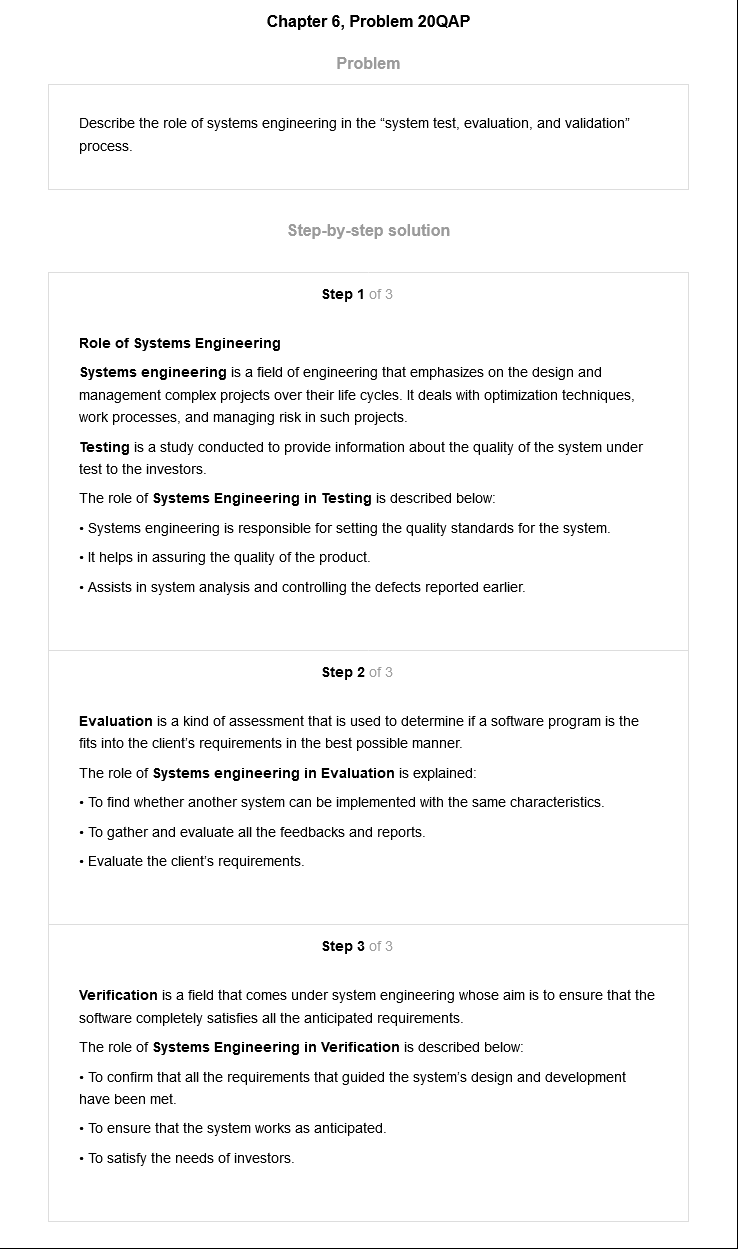 Chapter 6, Problem 20QAP
Problem
Describe the role of systems engineering in the “system test, evaluation, and validation”
process.
Step-by-step solution
Step 1 of 3
Role of Systems Engineering
Systems engineering is a field of engineering that emphasizes on the design and
management complex projects over their life cycles. It deals with optimization techniques,
work processes, and managing risk in such projects.
Testing is a study conducted to provide information about the quality of the system under
test to the investors.
The role of Systems Engineering in Testing is described below:
• Systems engineering is responsible for setting the quality standards for the system.
• It helps in assuring the quality of the product.
• Assists in system analysis and controlling the defects reported earlier.
Step 2 of 3
Evaluation is a kind of assessment that is used to determine if a software program is the
fits into the client’s requirements in the best possible manner.
The role of Systems engineering in Evaluation is explained:
• To find whether another system can be implemented with the same characteristics.
• To gather and evaluate all the feedbacks and reports.
• Evaluate the client’s requirements.
Step 3 of 3
Verification is a field that comes under system engineering whose aim is to ensure that the
software completely satisfies all the anticipated requirements.
The role of Systems Engineering in Verification is described below:
• To confirm that all the requirements that guided the system’s design and development
have been met.
• To ensure that the system works as anticipated.
• To satisfy the needs of investors.